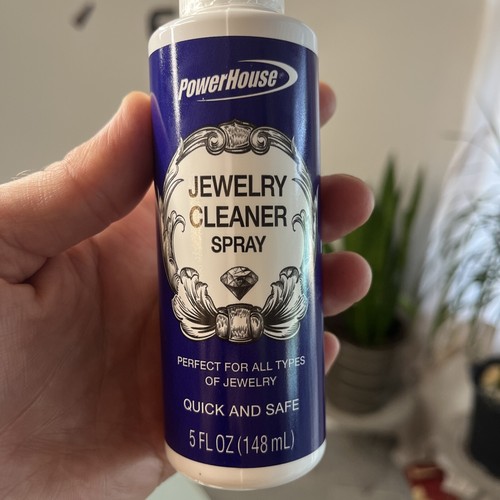 PowerHouse®
JEWELRY
CLEANER
SPRAY
PERFECT FOR ALL TYPES
OF JEWELRY
QUICK AND SAFE
5 FL OZ (148 mL)